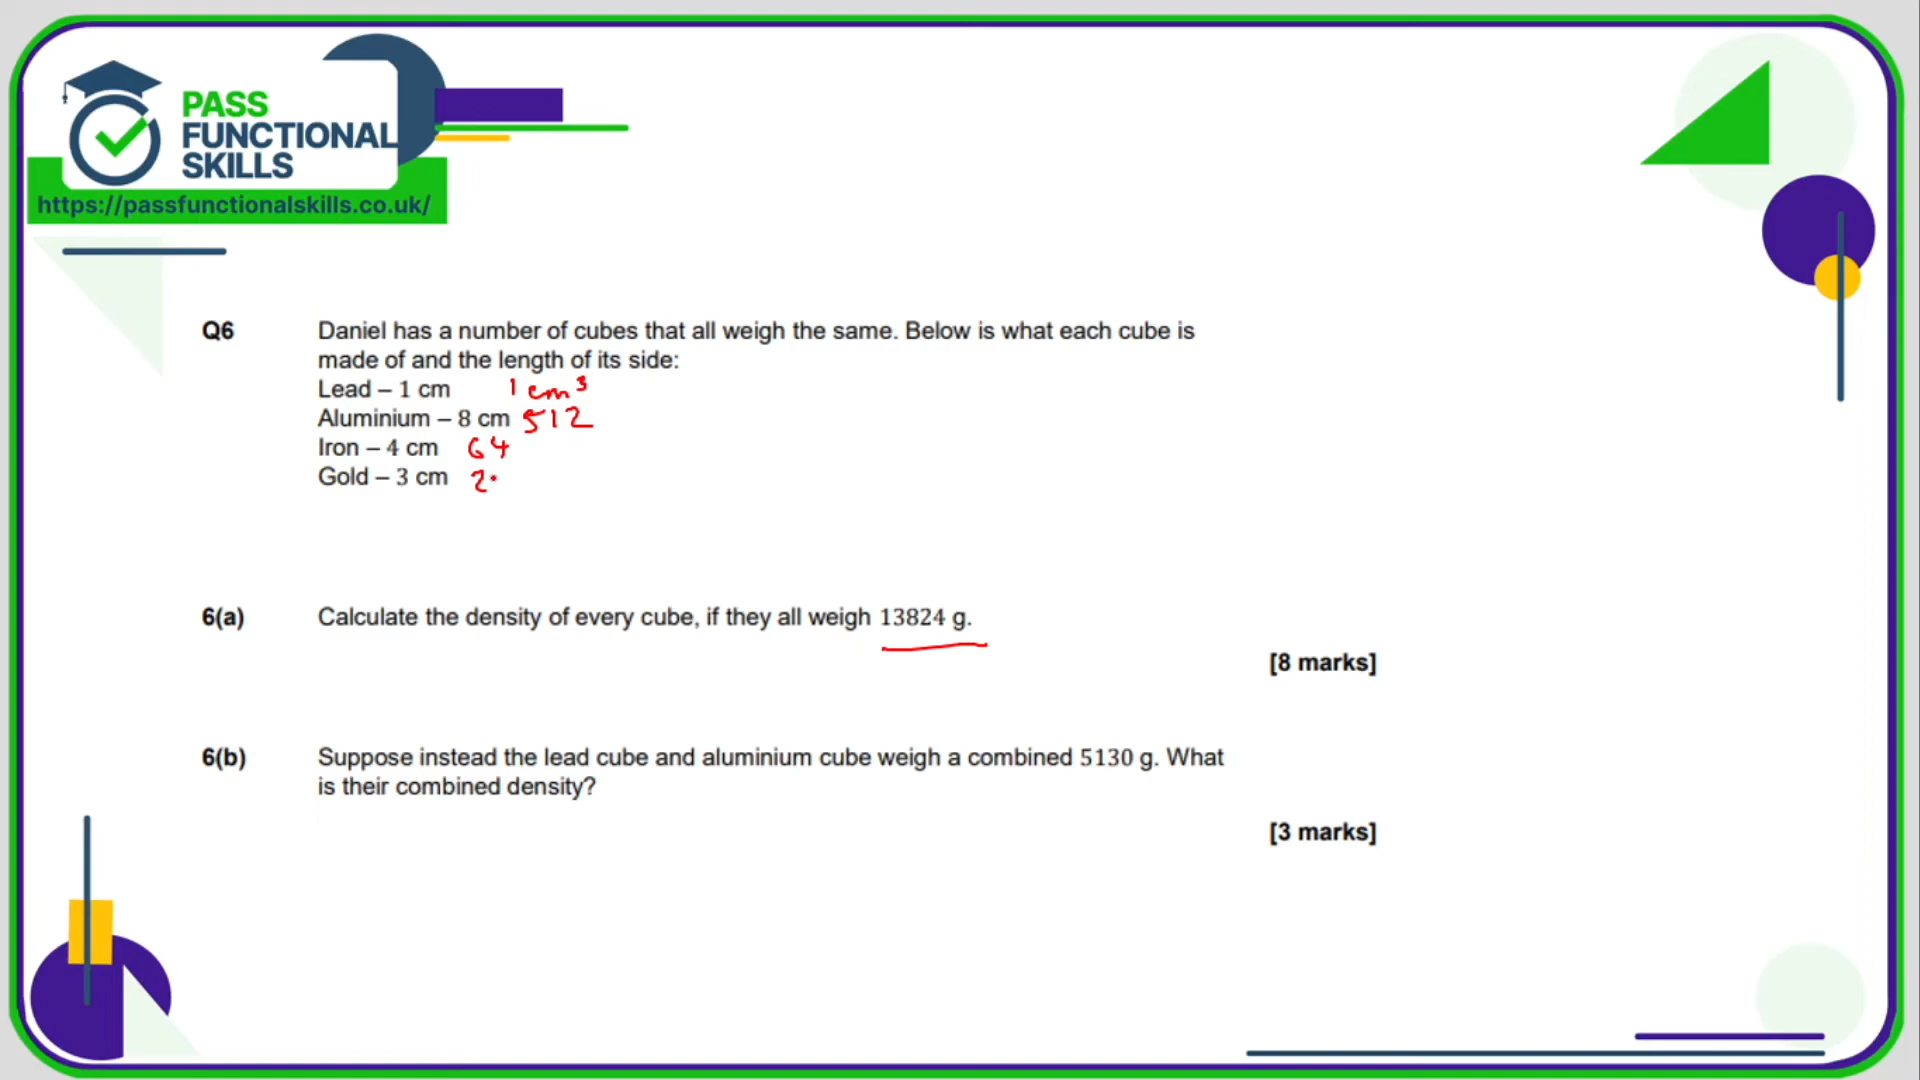 PASS
FUNCTIONAL
SKILLS
https://passfunctionalskills.co.uk/
Q6 Daniel has a number of cubes that all weigh the same. Below is what each cube is
made of and the length of its side:
Lead – 1 cm 1 cm³
Aluminium – 8 cm 512
Iron – 4 cm 64
Gold – 3 cm 2
6(a) Calculate the density of every cube, if they all weigh 13824 g.
[8 marks]
6(b) Suppose instead the lead cube and aluminium cube weigh a combined 5130 g. What
is their combined density?
[3 marks]